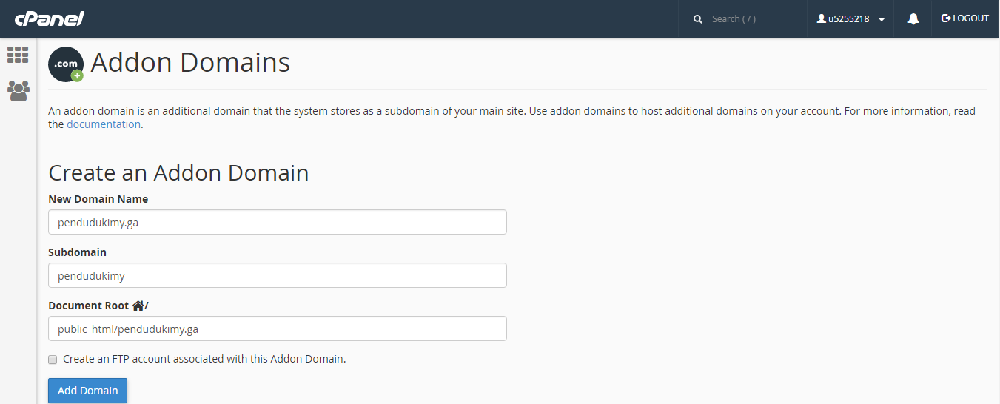 cPanel
Search ( / )
u5255218
LOGOUT
.com
Addon Domains
An addon domain is an additional domain that the system stores as a subdomain of your main site. Use addon domains to host additional domains on your account. For more information, read
the documentation.
Create an Addon Domain
New Domain Name
pendudukimy.ga
Subdomain
pendudukimy
Document Root /
public_html/pendudukimy.ga
Create an FTP account associated with this Addon Domain.
Add Domain